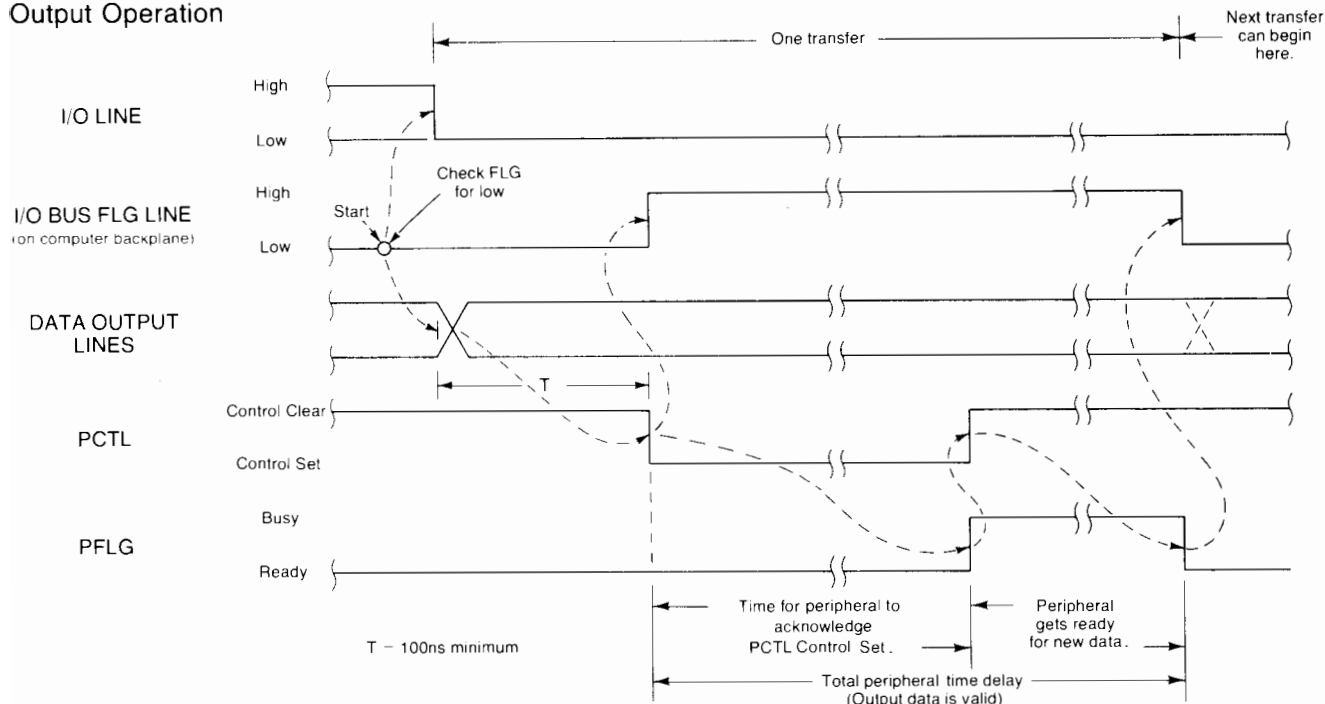 Output Operation
One transfer
Next transfer
can begin
here.
I/O LINE
High
Low
Check FLG
for low
I/O BUS FLG LINE
(on computer backplane)
High
Start
Low
DATA OUTPUT
LINES
T
PCTL
Control Clear
Control Set
PFLG
Busy
Ready
T – 100ns minimum
Time for peripheral to
acknowledge
PCTL Control Set.
Peripheral
gets ready
for new data.
Total peripheral time delay
(Output data is valid)